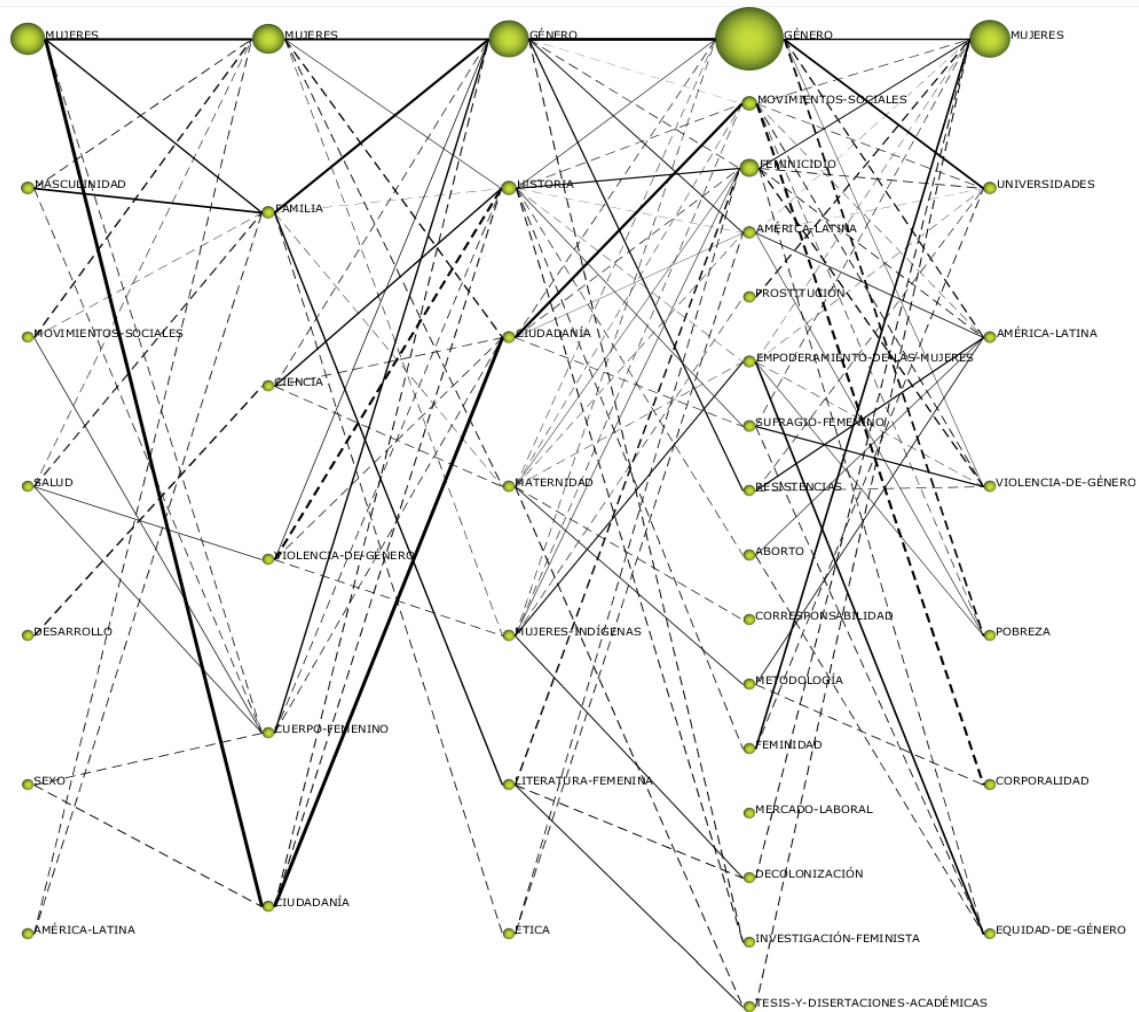 MUJERES
MASCULINIDAD
MOVIMIENTOS-SOCIALES
SALUD
DESARROLLO
SEXO
AMÉRICA-LATINA
MUJERES
FAMILIA
CIENCIA
VIOLENCIA-DE-GÉNERO
CUERPO-FEMENINO
CIUDADANÍA
GÉNERO
HISTORIA
CIUDADANÍA
MATERNIDAD
MUJERES-INDÍGENAS
LITERATURA-FEMENINA
ÉTICA
GÉNERO
MOVIMIENTOS-SOCIALES
FEMINICIDIO
AMÉRICA-LATINA
PROSTITUCIÓN
EMPODERAMIENTO-DE-LAS-MUJERES
SUFRAGIO-FEMENINO
RESISTENCIAS
ABORTO
CORRESPONSABILIDAD
METODOLOGÍA
FEMINIDAD
MERCADO-LABORAL
DECOLONIZACIÓN
INVESTIGACIÓN-FEMINISTA
TESIS-Y-DISERTACIONES-ACADÉMICAS
MUJERES
UNIVERSIDADES
AMÉRICA-LATINA
VIOLENCIA-DE-GÉNERO
POBREZA
CORPORALIDAD
EQUIDAD-DE-GÉNERO